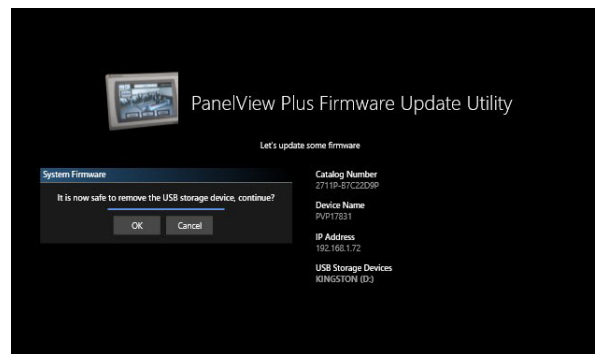 PanelView Plus Firmware Update Utility
Let's update some firmware
System Firmware
It is now safe to remove the USB storage device, continue?
OK Cancel
Catalog Number
2711P-B7C22D9P
Device Name
PVP17831
IP Address
192.168.1.72
USB Storage Devices
KINGSTON (D:)